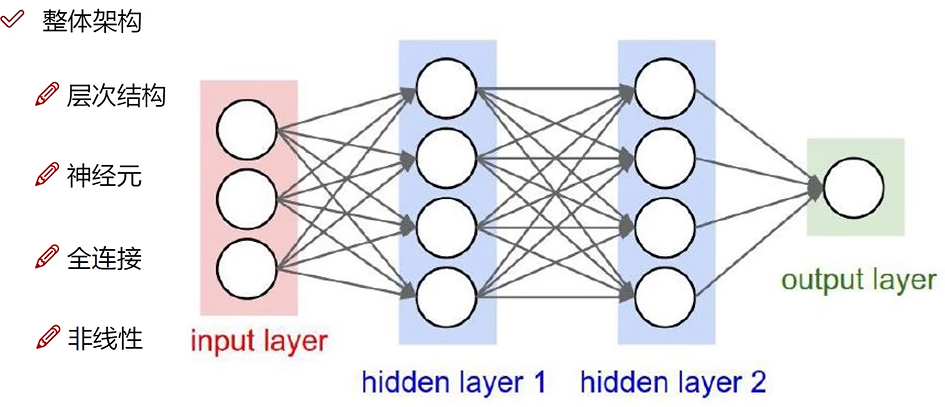 整体架构
层次结构
神经元
全连接
非线性
input layer
hidden layer 1
hidden layer 2
output layer